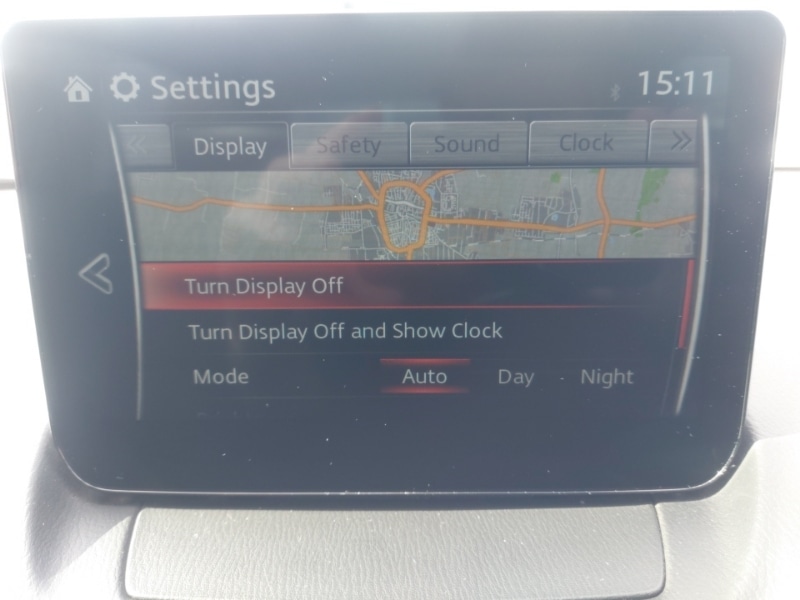 Settings 15:11
Display Safety Sound Clock
Turn Display Off
Turn Display Off and Show Clock
Mode Auto Day Night